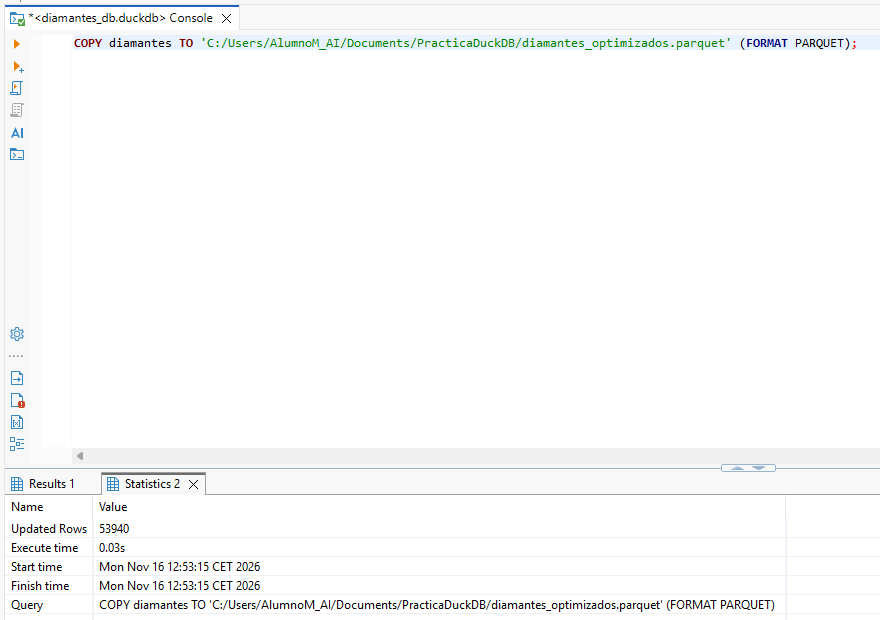 *<diamantes_db.duckdb> Console
COPY diamantes TO 'C:/Users/AlumnoM_AI/Documents/PracticaDuckDB/diamantes_optimizados.parquet' (FORMAT PARQUET);
AI
Results 1
Statistics 2
Name Value
Updated Rows 53940
Execute time 0.03s
Start time Mon Nov 16 12:53:15 CET 2026
Finish time Mon Nov 16 12:53:15 CET 2026
Query COPY diamantes TO 'C:/Users/AlumnoM_AI/Documents/PracticaDuckDB/diamantes_optimizados.parquet' (FORMAT PARQUET)